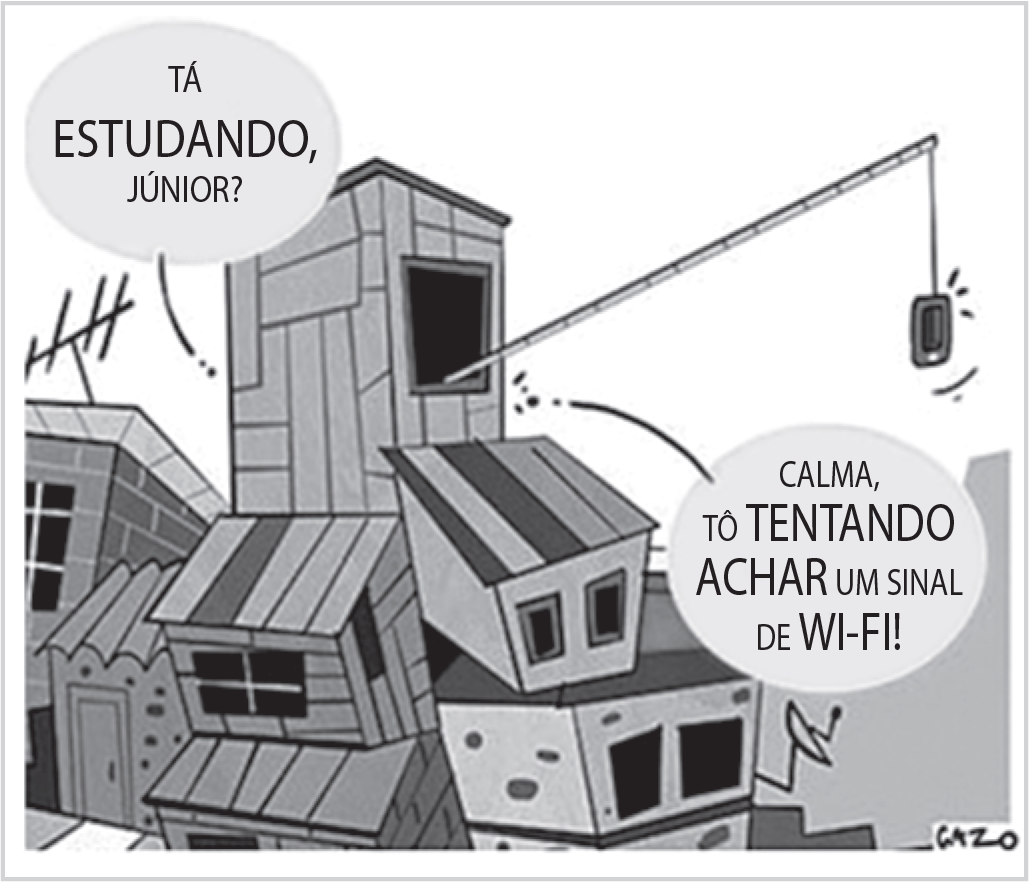 TÁ
ESTUDANDO,
JÚNIOR?
CALMA,
TÔ TENTANDO
ACHAR UM SINAL
DE WI-FI!
GAZO